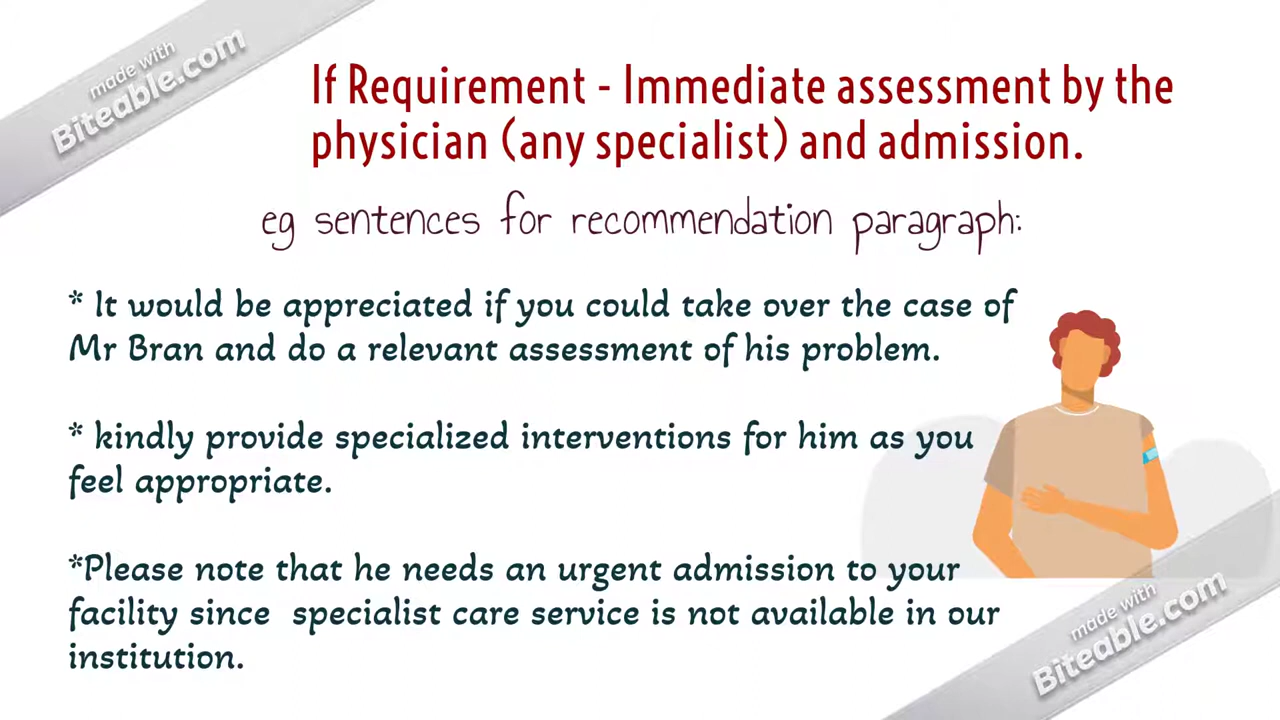 made with
Biteable.com
If Requirement - Immediate assessment by the
physician (any specialist) and admission.
eg sentences for recommendation paragraph:
* It would be appreciated if you could take over the case of
Mr Bran and do a relevant assessment of his problem.
* kindly provide specialized interventions for him as you
feel appropriate.
*Please note that he needs an urgent admission to your
facility since  specialist care service is not available in our
institution.
made with
Biteable.com